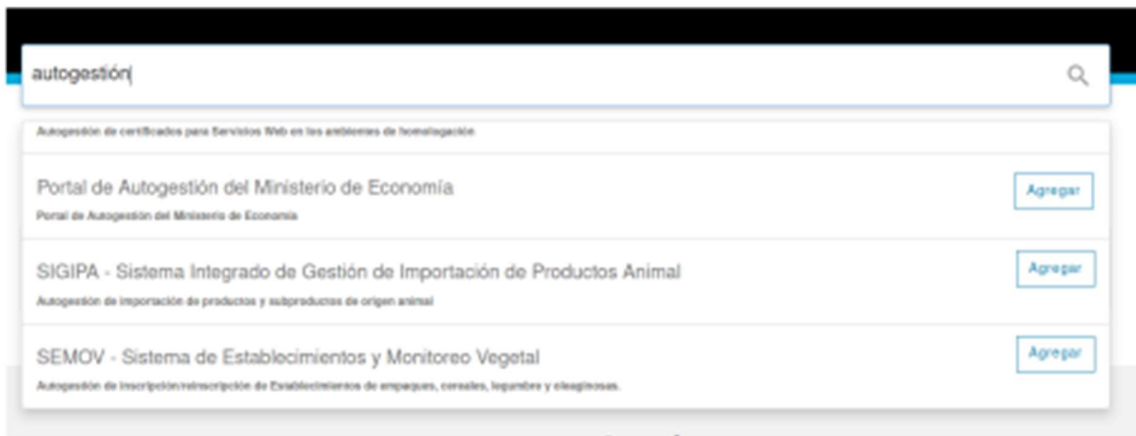 autogestión
Autogestión de certificados para Servicios Web en los ambientes de homologación
Portal de Autogestión del Ministerio de Economía
Agregar
Portal de Autogestión del Ministerio de Economía
SIGIPA - Sistema Integrado de Gestión de Importación de Productos Animal
Agregar
Autogestión de importación de productos y subproductos de origen animal
SEMOV - Sistema de Establecimientos y Monitoreo Vegetal
Agregar
Autogestión de inscripción/reinscripción de Establecimientos de empaques, cereales, legumbre y oleaginosas.